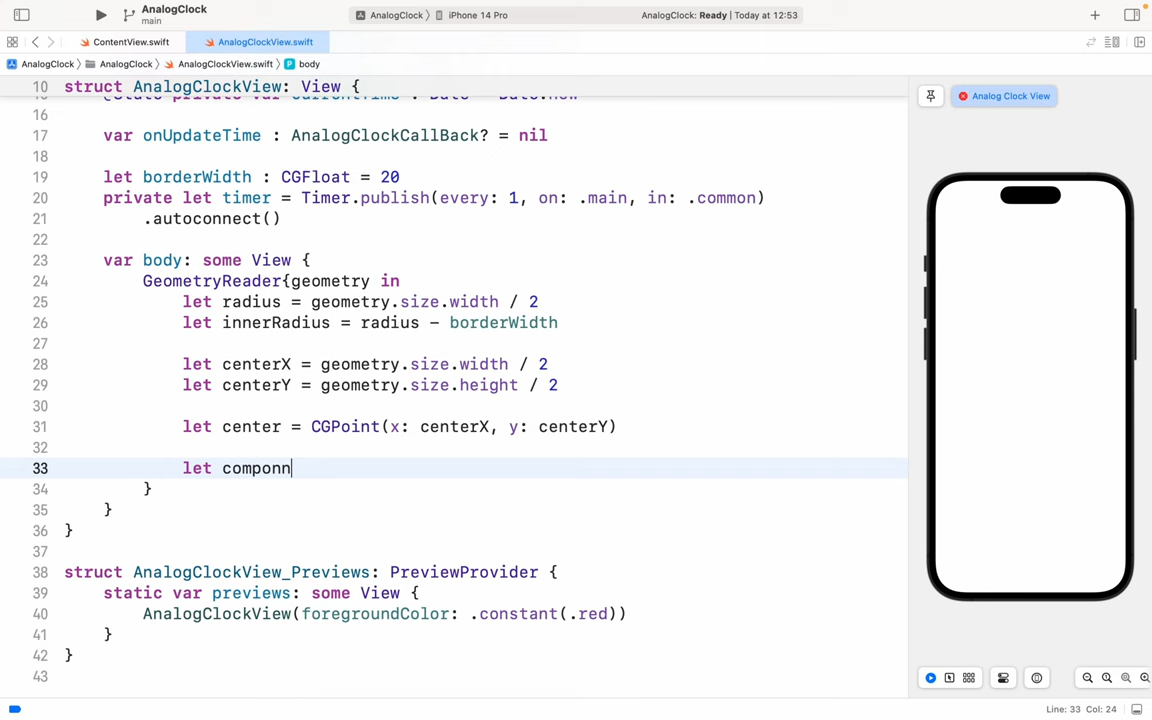 AnalogClock
main
AnalogClock
iPhone 14 Pro
AnalogClock: Ready | Today at 12:53
ContentView.swift
AnalogClockView.swift
AnalogClock
AnalogClock
AnalogClockView.swift
P body
10 struct AnalogClockView: View {
16
17 var onUpdateTime : AnalogClockCallBack? = nil
18
19 let borderWidth : CGFloat = 20
20 private let timer = Timer.publish(every: 1, on: .main, in: .common)
21 .autoconnect()
22
23 var body: some View {
24 GeometryReader{geometry in
25 let radius = geometry.size.width / 2
26 let innerRadius = radius - borderWidth
27
28 let centerX = geometry.size.width / 2
29 let centerY = geometry.size.height / 2
30
31 let center = CGPoint(x: centerX, y: centerY)
32
33 let componn
34 }
35 }
36 }
37
38 struct AnalogClockView_Previews: PreviewProvider {
39 static var previews: some View {
40 AnalogClockView(foregroundColor: .constant(.red))
41 }
42 }
43
Analog Clock View
Line: 33 Col: 24